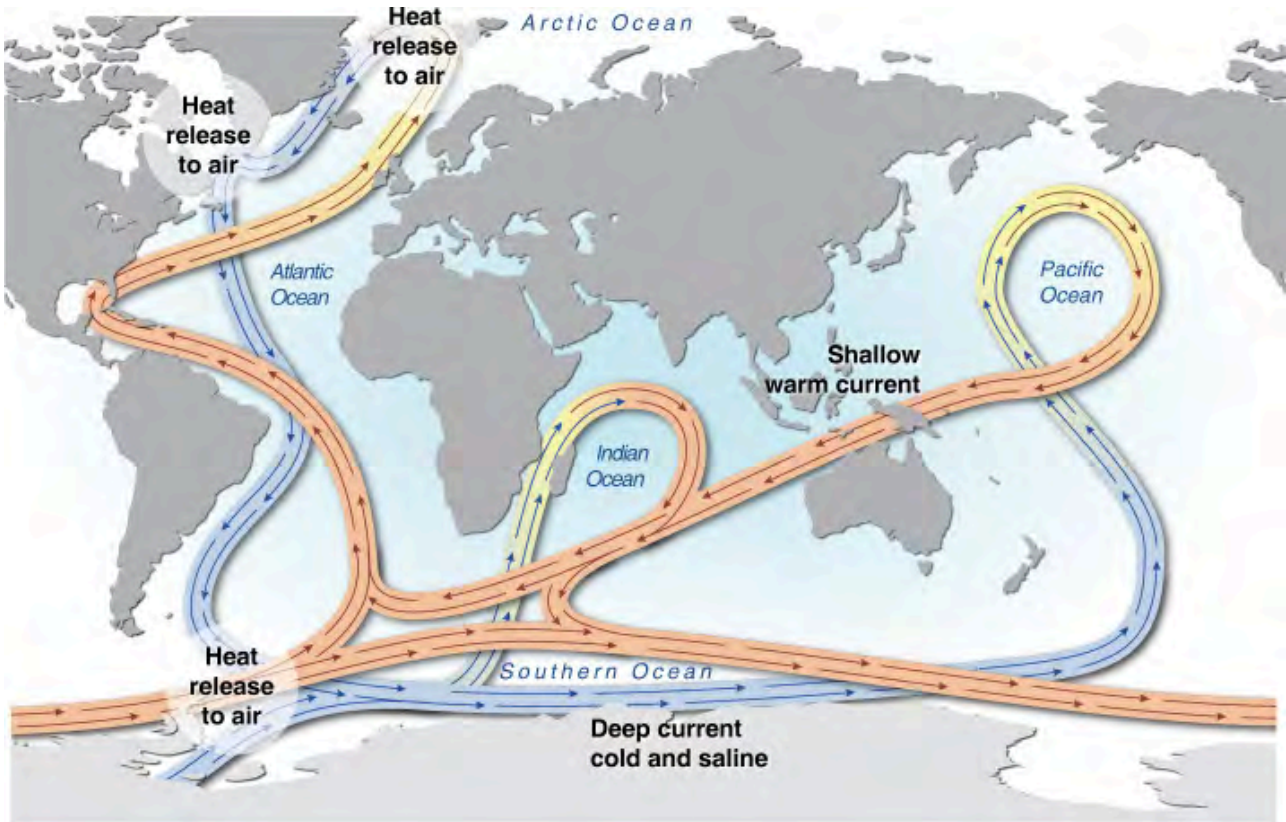 Heat
release
to air
Arctic Ocean
Heat
release
to air
Atlantic
Ocean
Pacific
Ocean
Shallow
warm current
Indian
Ocean
Heat
release
to air
Southern Ocean
Deep current
cold and saline